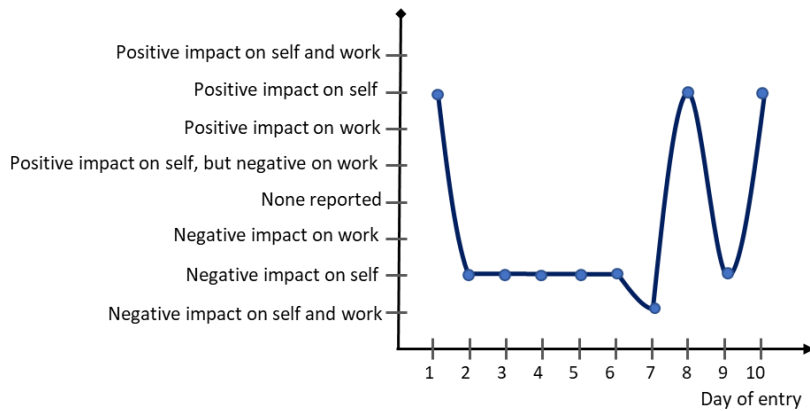 Positive impact on self and work
Positive impact on self
Positive impact on work
Positive impact on self, but negative on work
None reported
Negative impact on work
Negative impact on self
Negative impact on self and work
1 2 3 4 5 6 7 8 9 10
Day of entry